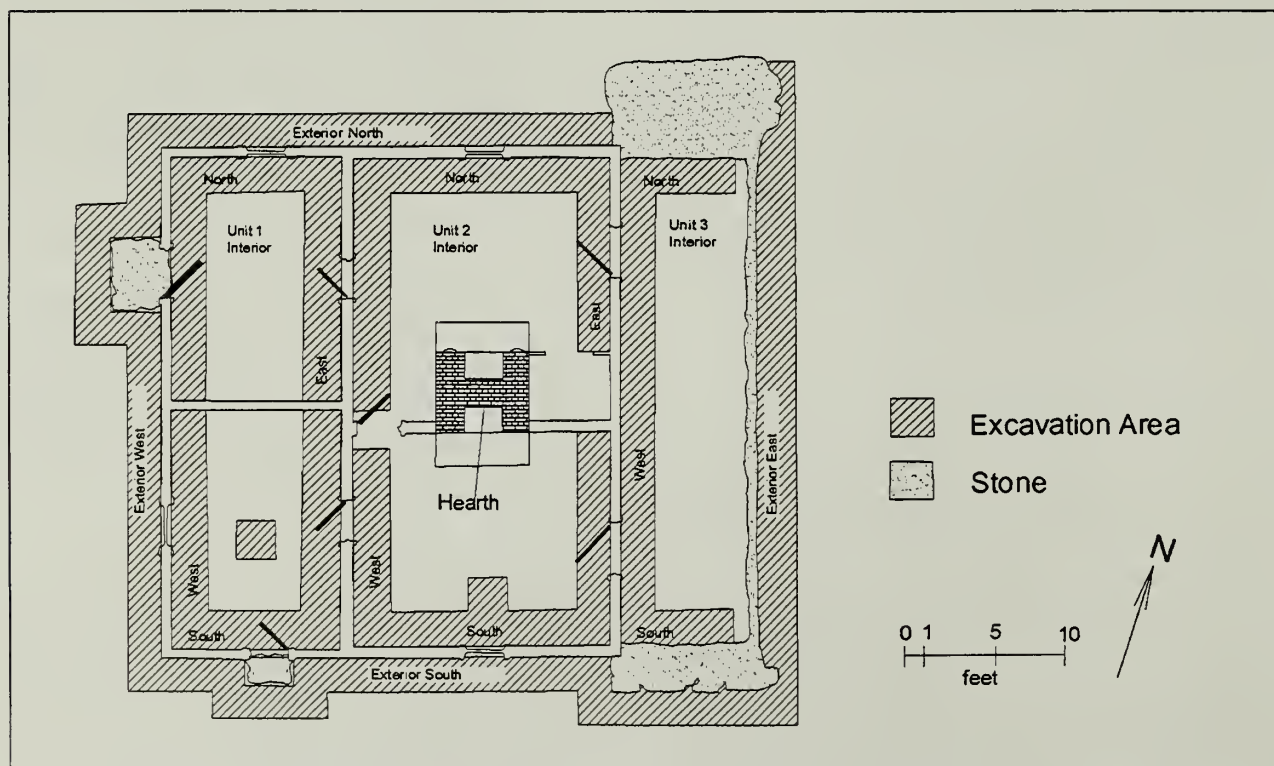 Exterior North
North
North
North
Unit 1
Interior
Unit 2
Interior
Unit 3
Interior
East
East
Exterior West
Hearth
West
West
West
Exterior East
South
South
South
Exterior South
Excavation Area
Stone
N
0 1 5 10
feet